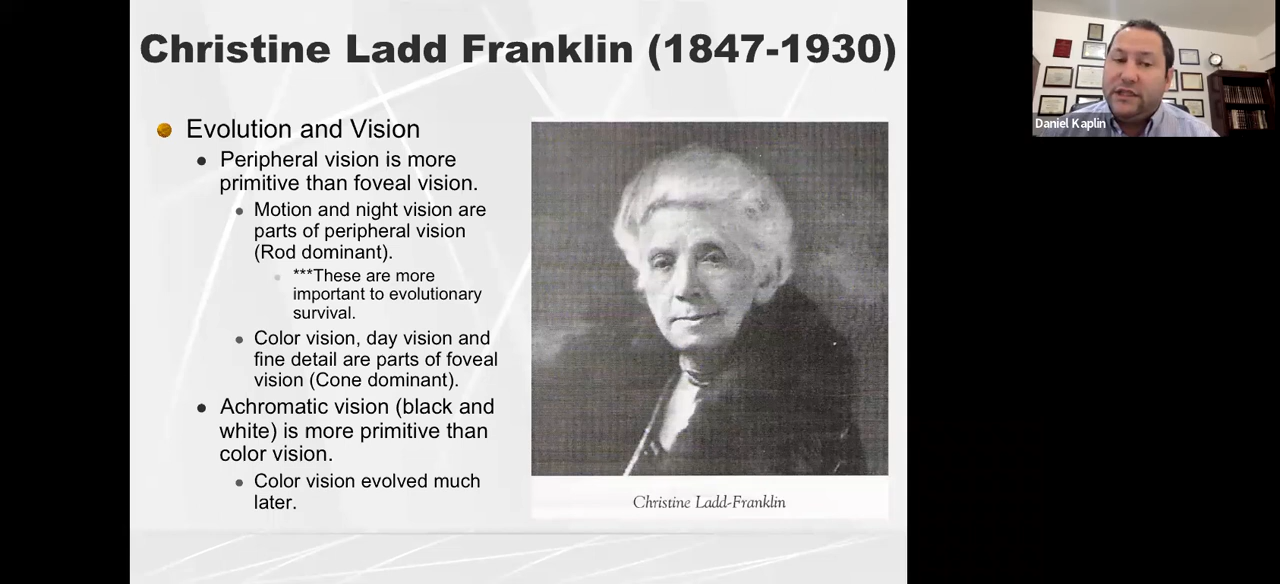 Christine Ladd Franklin (1847-1930)
Evolution and Vision
Peripheral vision is more
primitive than foveal vision.
Motion and night vision are
parts of peripheral vision
(Rod dominant).
***These are more
important to evolutionary
survival.
Color vision, day vision and
fine detail are parts of foveal
vision (Cone dominant).
Achromatic vision (black and
white) is more primitive than
color vision.
Color vision evolved much
later.
Christine Ladd-Franklin
Daniel Kaplin